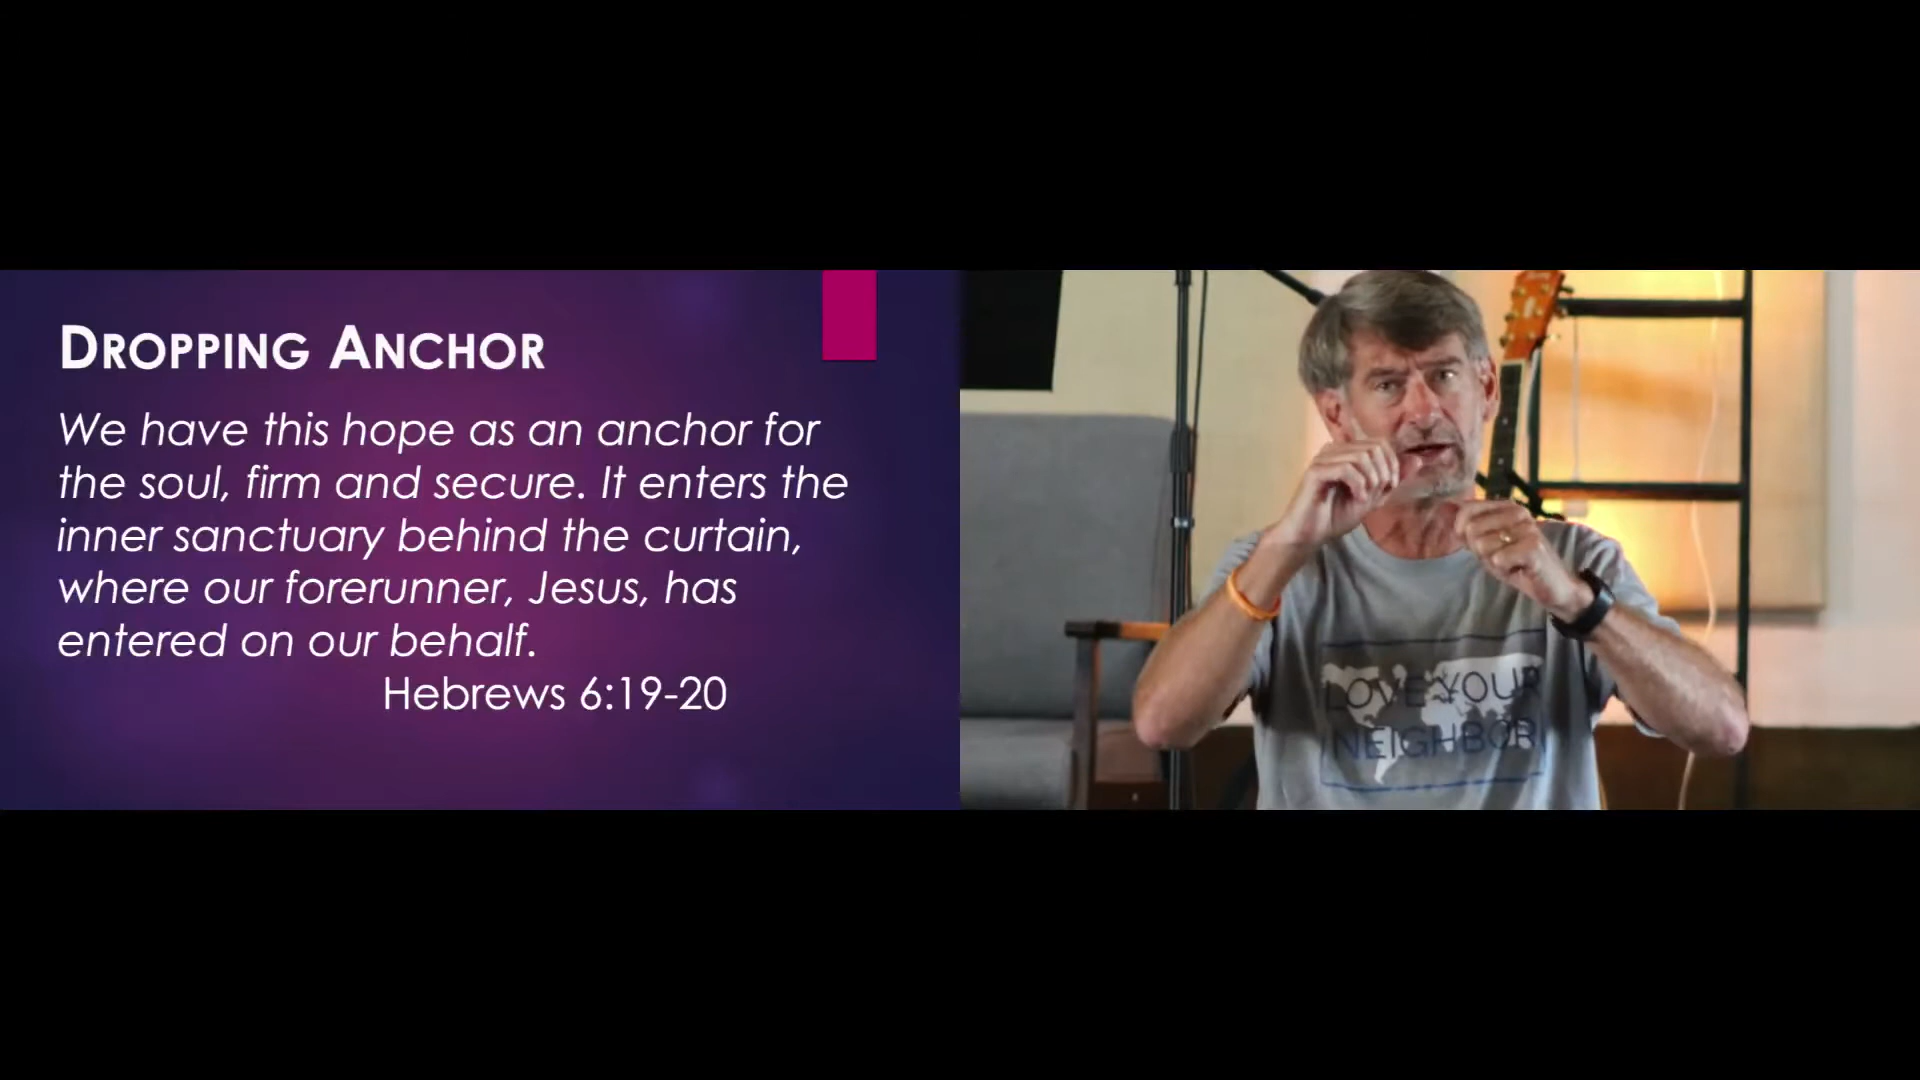 DROPPING ANCHOR
We have this hope as an anchor for
the soul, firm and secure. It enters the
inner sanctuary behind the curtain,
where our forerunner, Jesus, has
entered on our behalf.
Hebrews 6:19-20
LOVE YOUR
NEIGHBOR